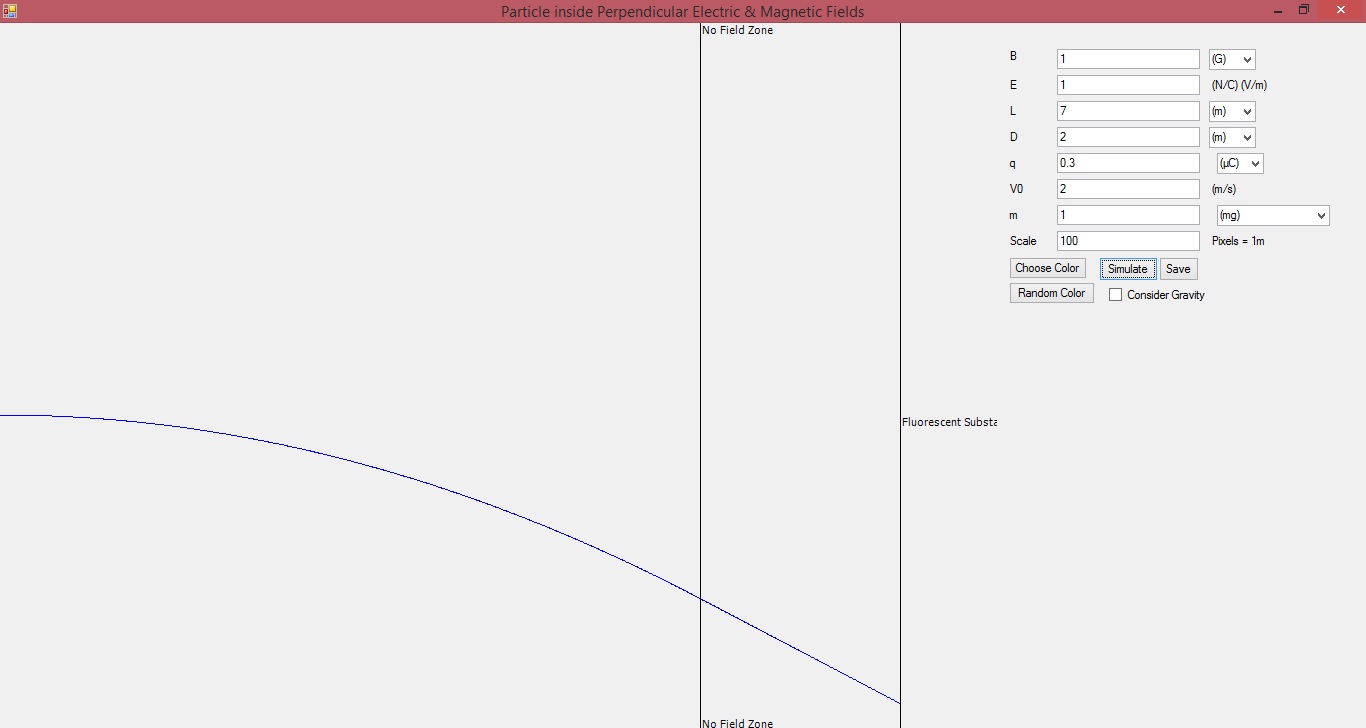 Particle inside Perpendicular Electric & Magnetic Fields
No Field Zone
B 1 (G)
E 1 (N/C) (V/m)
L 7 (m)
D 2 (m)
q 0.3 (µC)
V0 2 (m/s)
m 1 (mg)
Scale 100 Pixels = 1m
Choose Color Simulate Save
Random Color Consider Gravity
Fluorescent Substa
No Field Zone